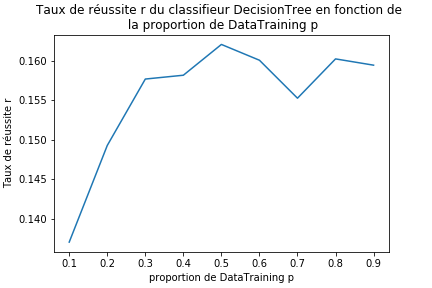 Taux de réussite r du classifieur DecisionTree en fonction de
la proportion de DataTraining p
Taux de réussite r
0.160
0.155
0.150
0.145
0.140
0.1 0.2 0.3 0.4 0.5 0.6 0.7 0.8 0.9
proportion de DataTraining p